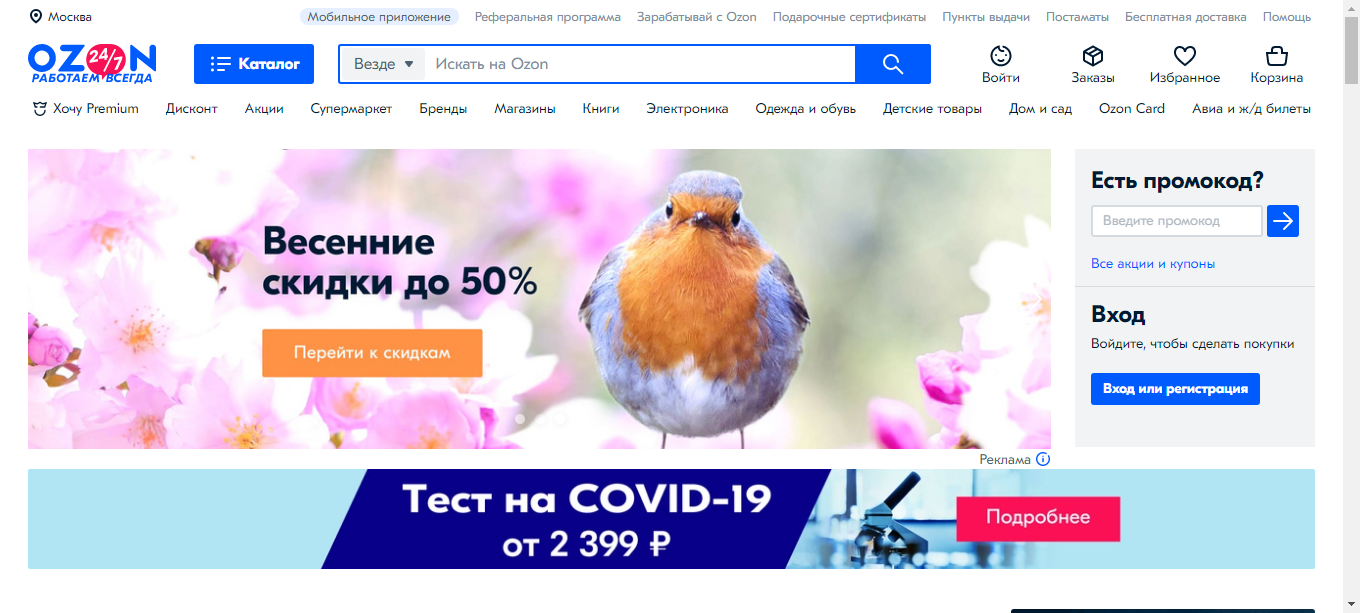 Москва
Мобильное приложение
Реферальная программа
Зарабатывай с Ozon
Подарочные сертификаты
Пункты выдачи
Постаматы
Бесплатная доставка
Помощь
OZON
24/7
РАБОТАЕМ ВСЕГДА
Каталог
Везде
Искать на Ozon
Войти
Заказы
Избранное
Корзина
Хочу Premium
Дисконт
Акции
Супермаркет
Бренды
Магазины
Книги
Электроника
Одежда и обувь
Детские товары
Дом и сад
Ozon Card
Авиа и ж/д билеты
Весенние
скидки до 50%
Перейти к скидкам
Есть промокод?
Введите промокод
Все акции и купоны
Вход
Войдите, чтобы сделать покупки
Вход или регистрация
Реклама
Тест на COVID-19
от 2 399 ₽
Подробнее